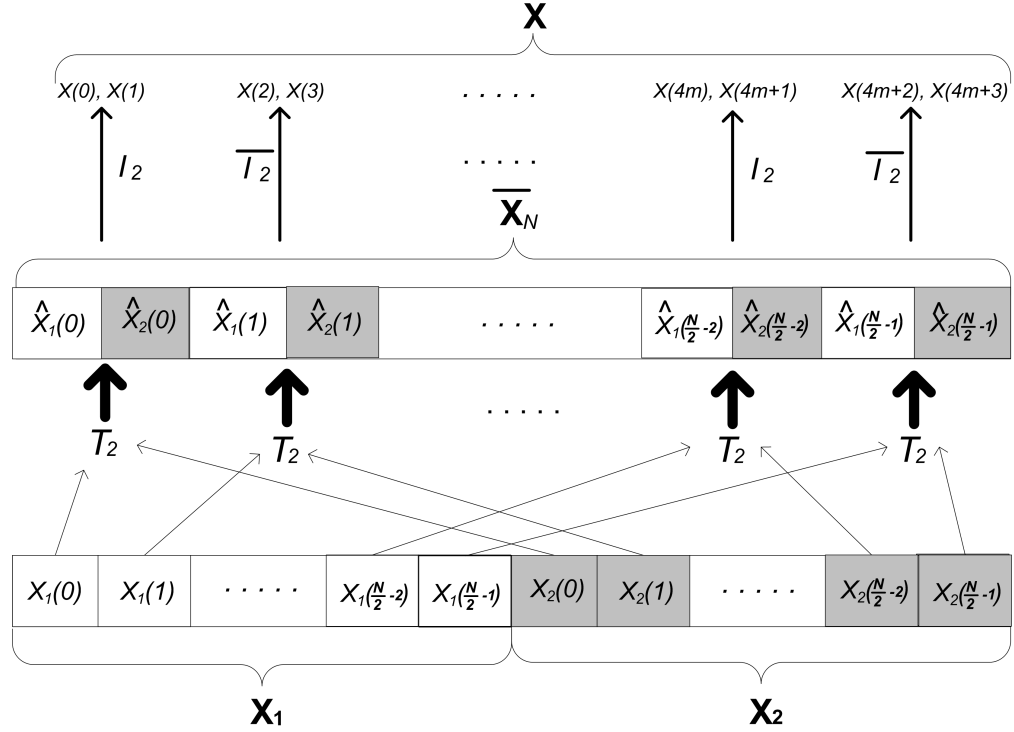 X
X(0), X(1) X(2), X(3) ..... X(4m), X(4m+1) X(4m+2), X(4m+3)
I₂ I̅₂ ..... I₂ I̅₂
X̅_N
X̂₁(0) X̂₂(0) X̂₁(1) X̂₂(1) ..... X̂₁(N/2-2) X̂₂(N/2-2) X̂₁(N/2-1) X̂₂(N/2-1)
.....
T₂ T₂ T₂ T₂
X₁(0) X₁(1) ..... X₁(N/2-2) X₁(N/2-1) X₂(0) X₂(1) ..... X₂(N/2-2) X₂(N/2-1)
X₁ X₂